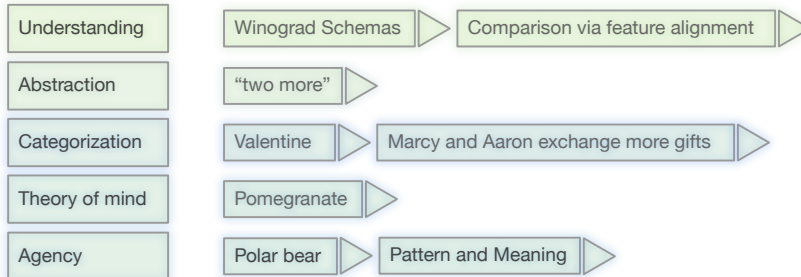 Understanding Winograd Schemas Comparison via feature alignment
Abstraction “two more”
Categorization Valentine Marcy and Aaron exchange more gifts
Theory of mind Pomegranate
Agency Polar bear Pattern and Meaning